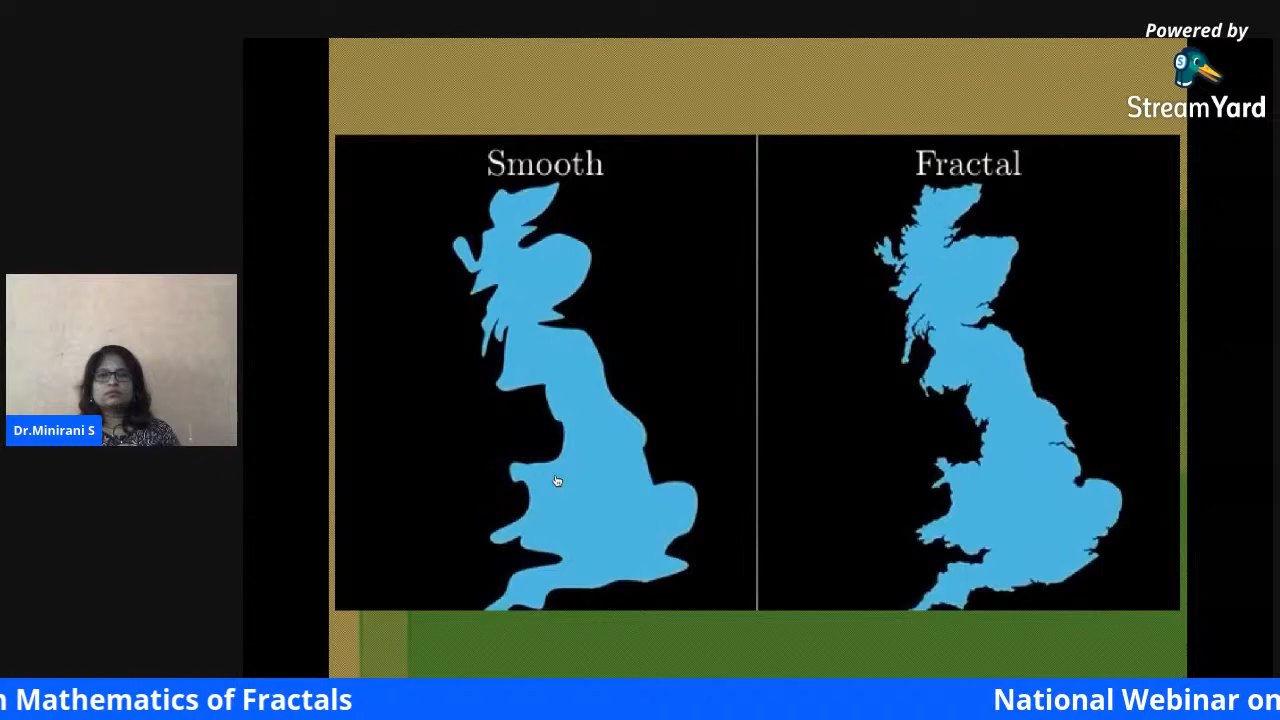 Powered by
StreamYard
Smooth
Fractal
Dr.Minirani S
n Mathematics of Fractals
National Webinar on